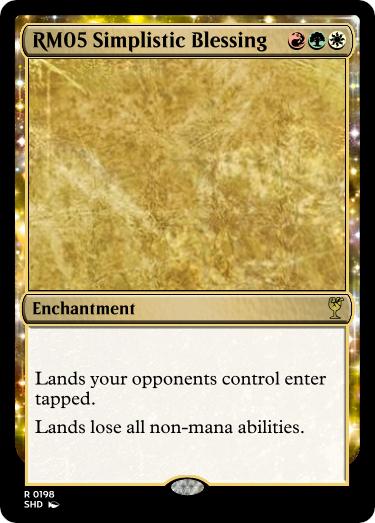 RM05 Simplistic Blessing
Enchantment
Lands your opponents control enter
tapped.
Lands lose all non-mana abilities.
R 0198
SHD